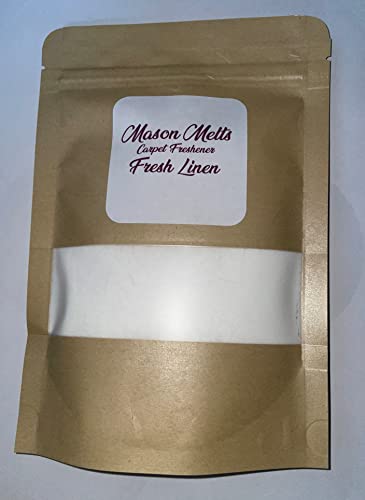 Mason Melts
Carpet Freshener
Fresh Linen